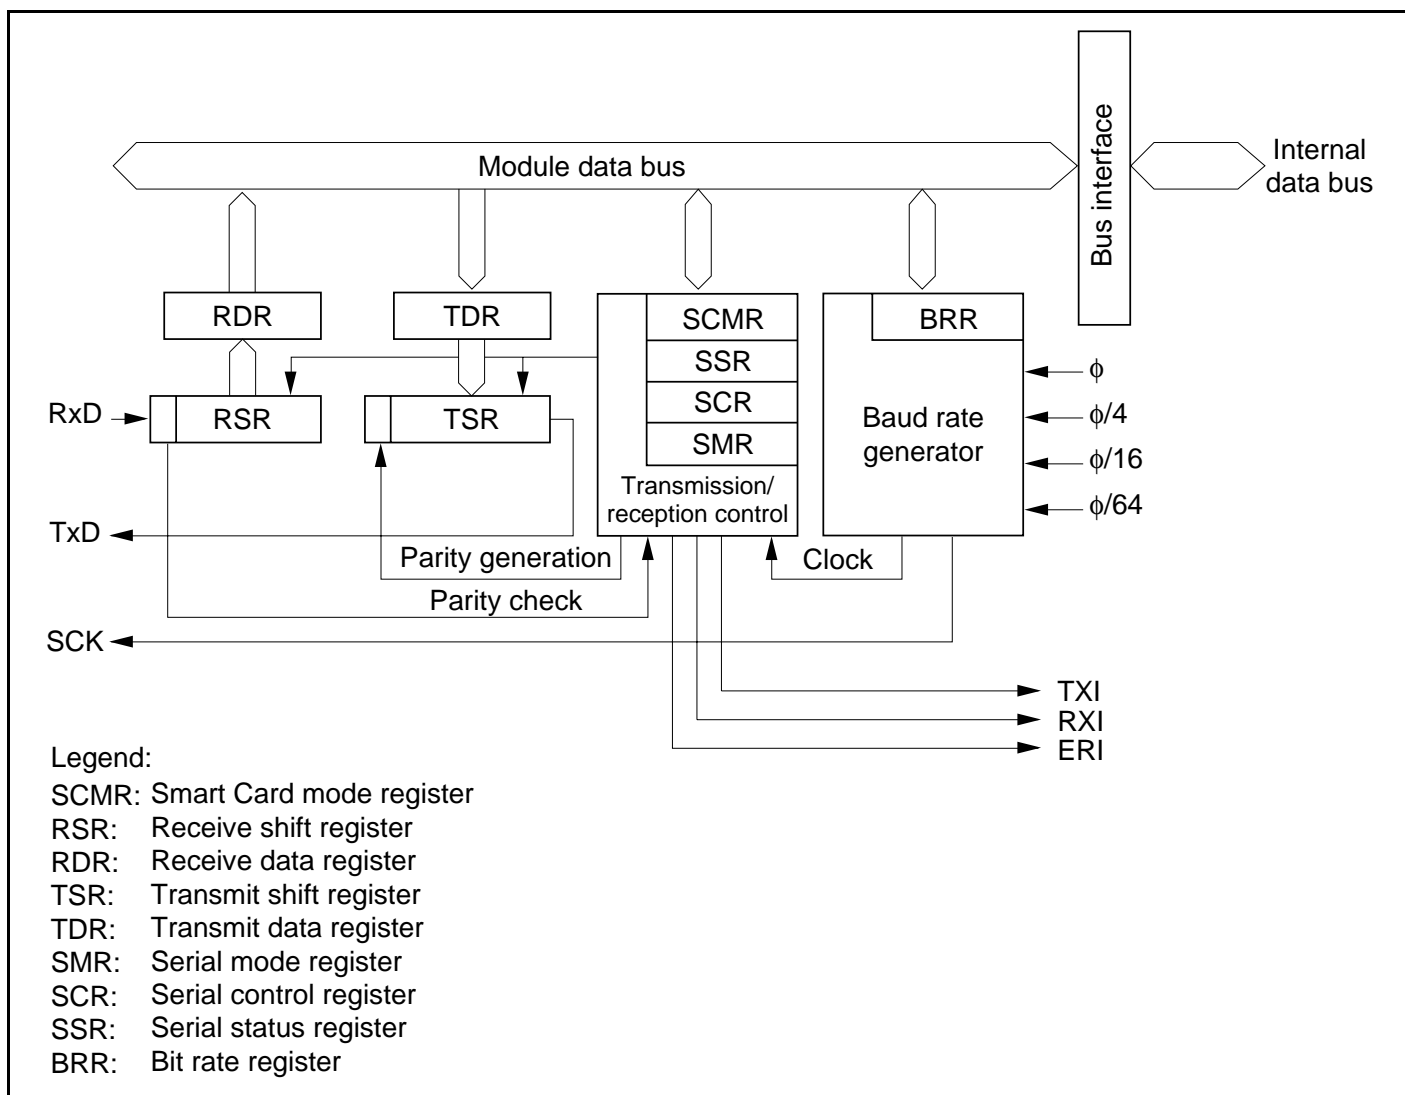 Module data bus
Bus interface
Internal
data bus
RDR
TDR
SCMR
SSR
SCR
SMR
Transmission/
reception control
BRR
Baud rate
generator
RSR
TSR
RxD
TxD
SCK
Parity generation
Parity check
Clock
ϕ
ϕ/4
ϕ/16
ϕ/64
TXI
RXI
ERI
Legend:
SCMR: Smart Card mode register
RSR: Receive shift register
RDR: Receive data register
TSR: Transmit shift register
TDR: Transmit data register
SMR: Serial mode register
SCR: Serial control register
SSR: Serial status register
BRR: Bit rate register